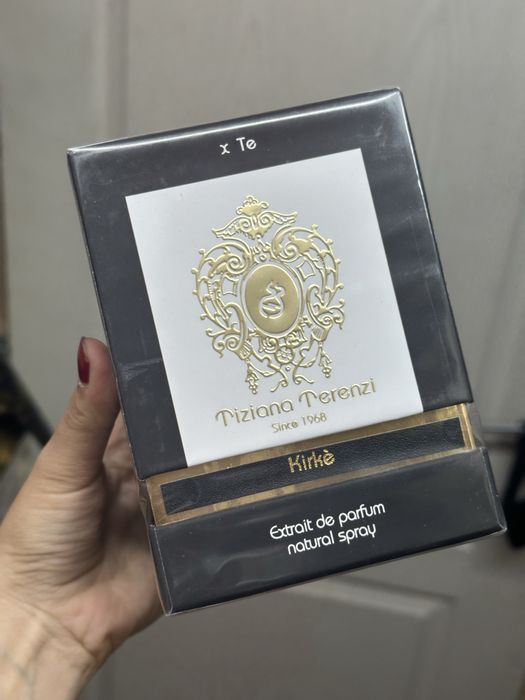 x Te
Tiziana Terenzi
Since 1968
Kirkè
Extrait de parfum
natural spray